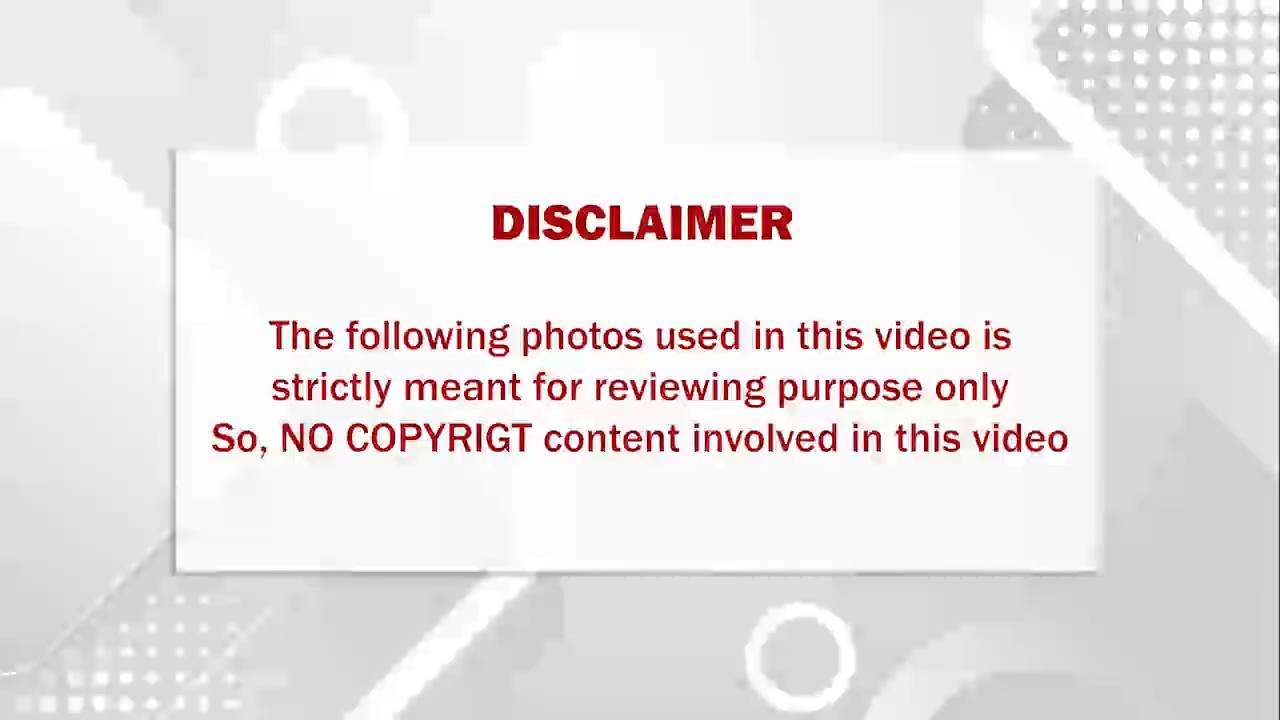 DISCLAIMER
The following photos used in this video is
strictly meant for reviewing purpose only
So, NO COPYRIGT content involved in this video